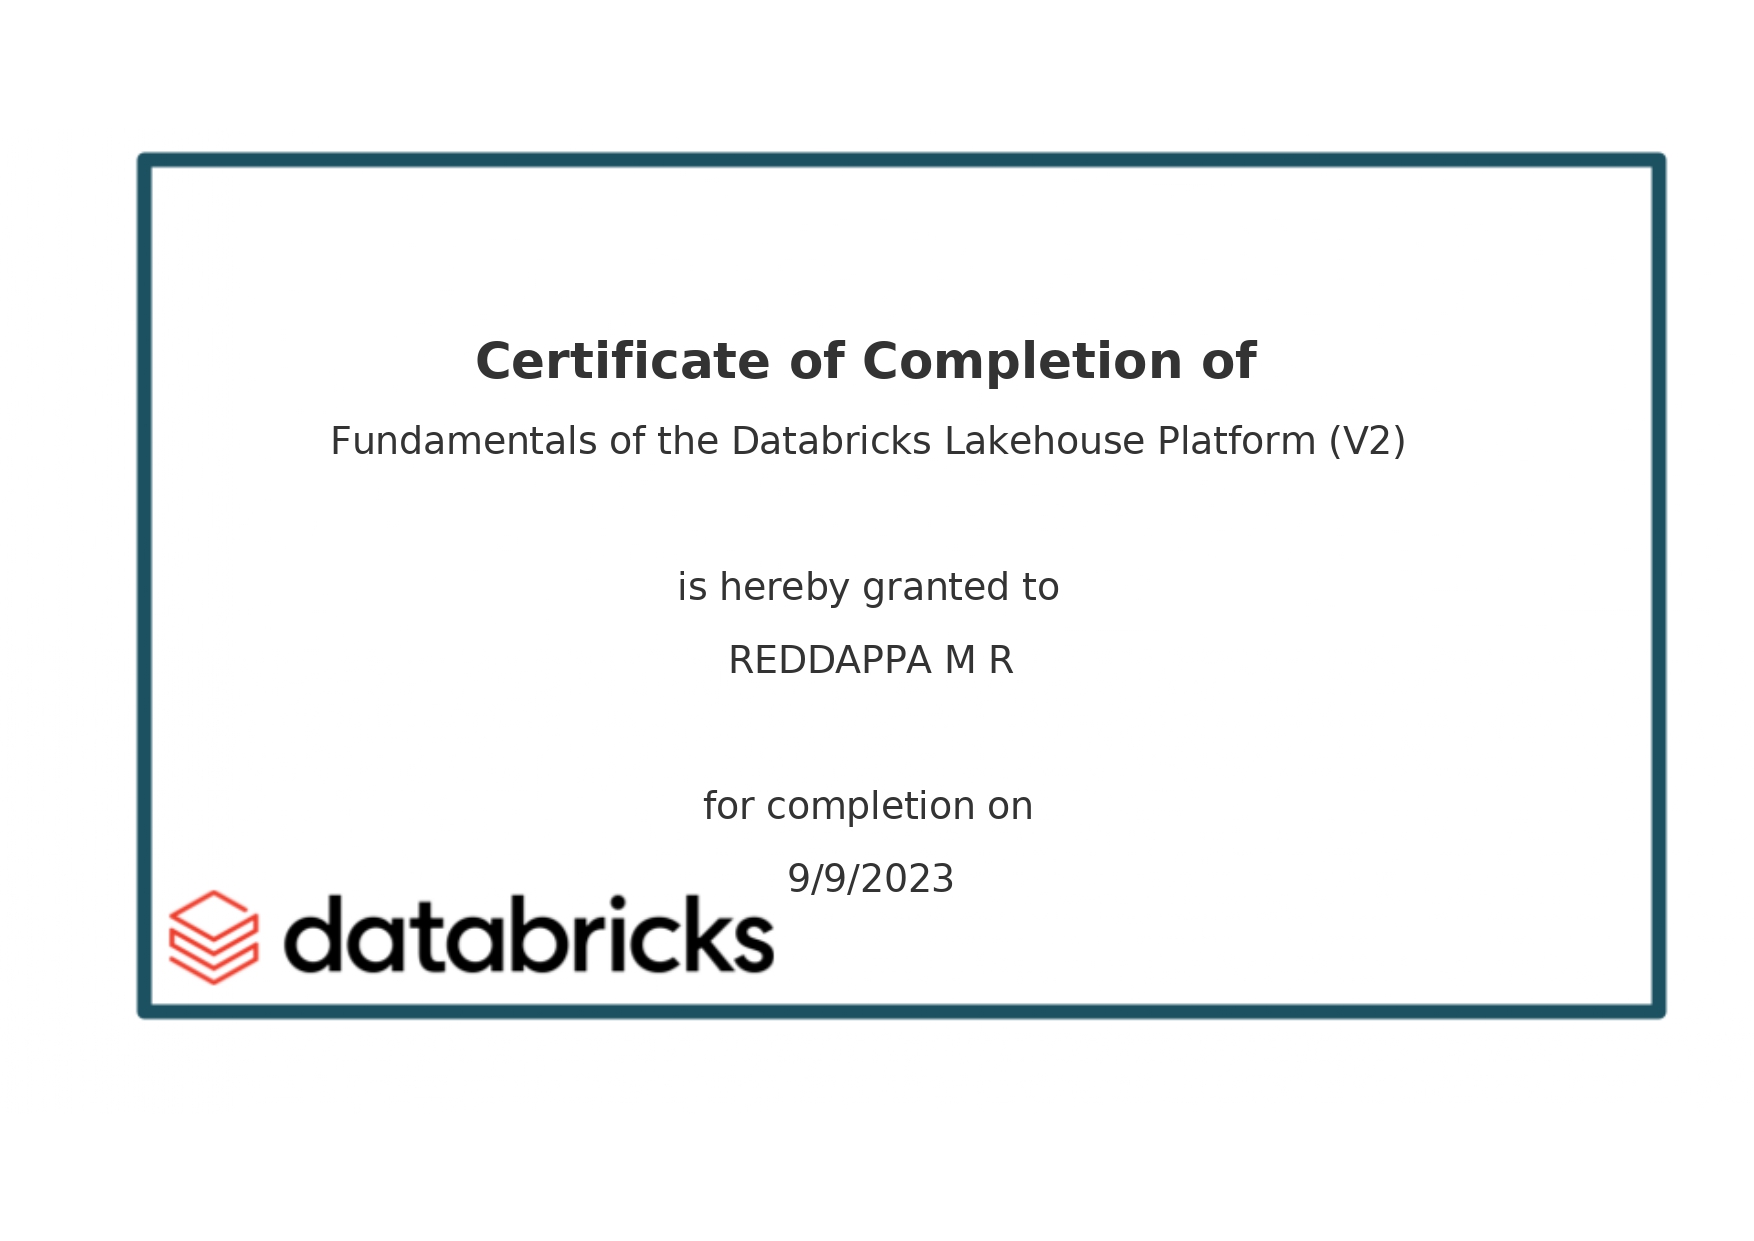 Certificate of Completion of
Fundamentals of the Databricks Lakehouse Platform (V2)
is hereby granted to
REDDAPPA M R
for completion on
9/9/2023
databricks